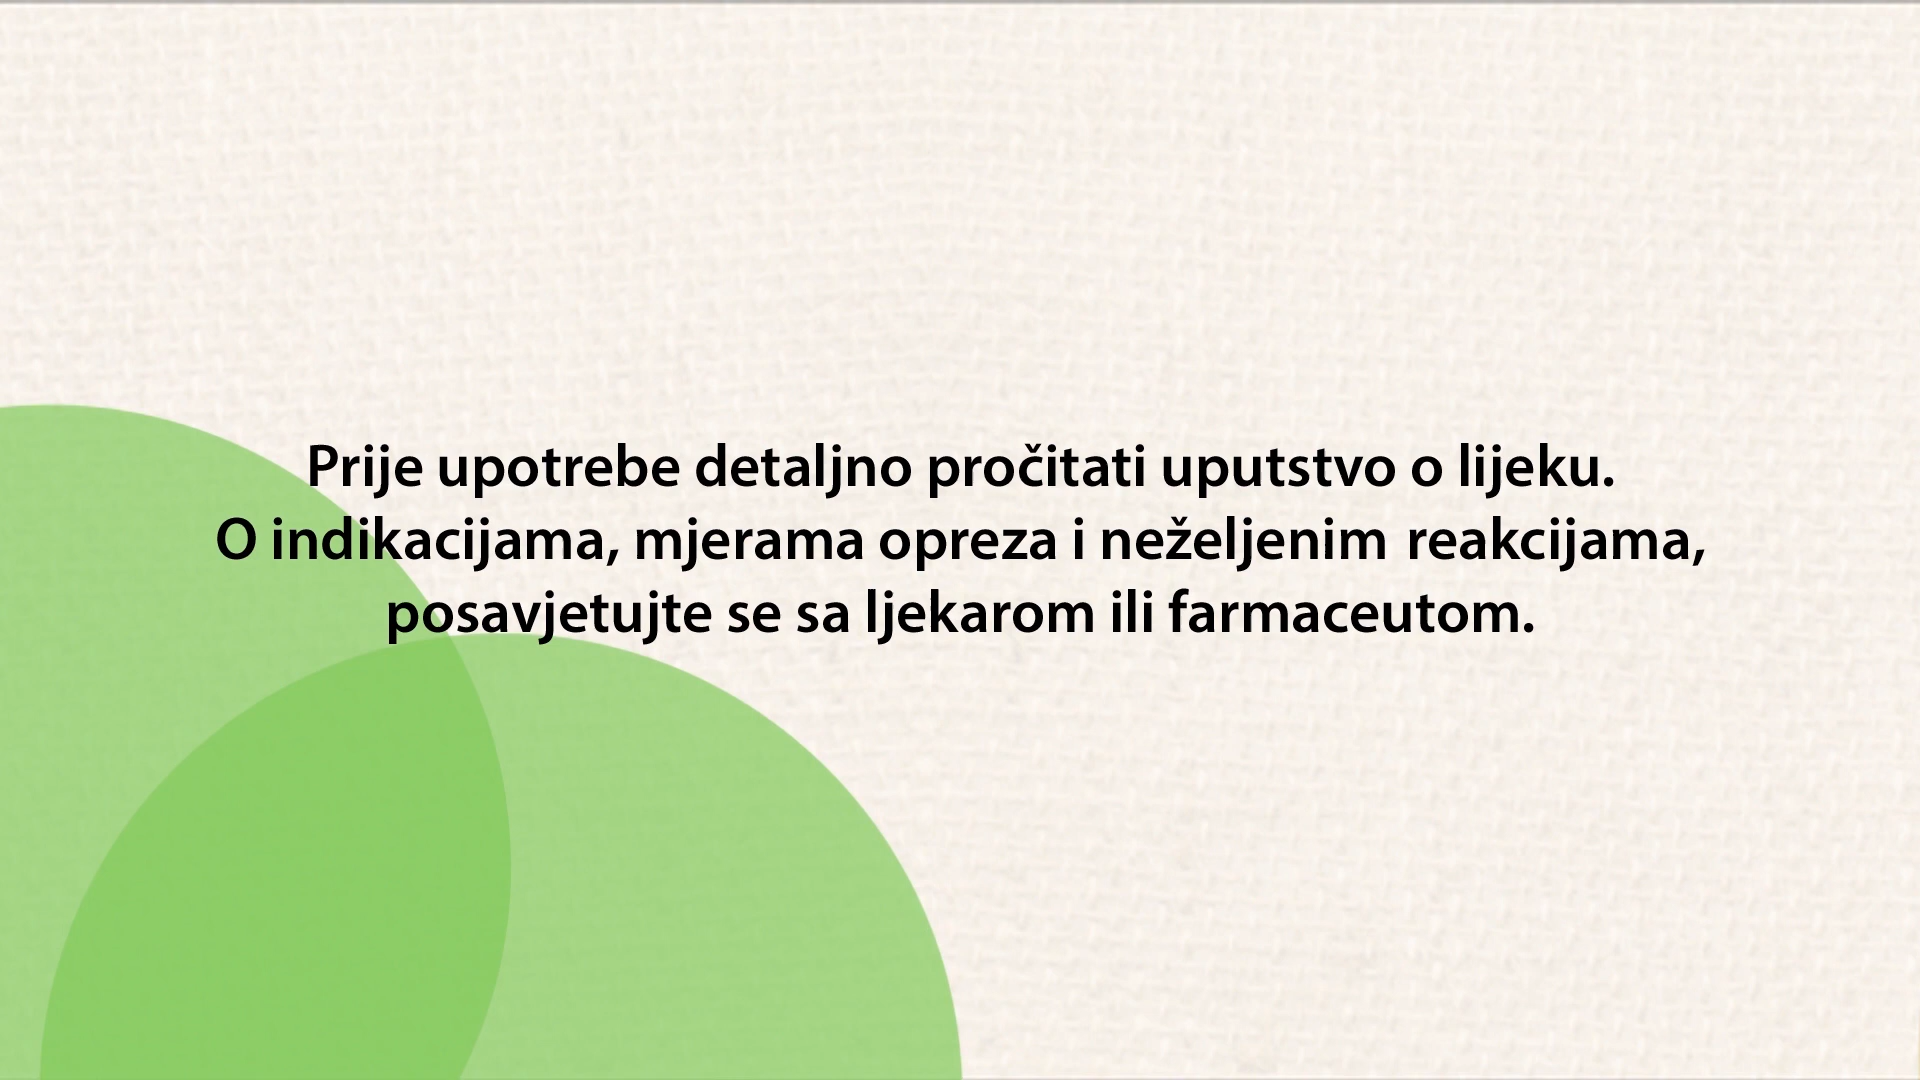 Prije upotrebe detaljno pročitati uputstvo o lijeku.
O indikacijama, mjerama opreza i neželjenim reakcijama,
posavjetujte se sa ljekarom ili farmaceutom.